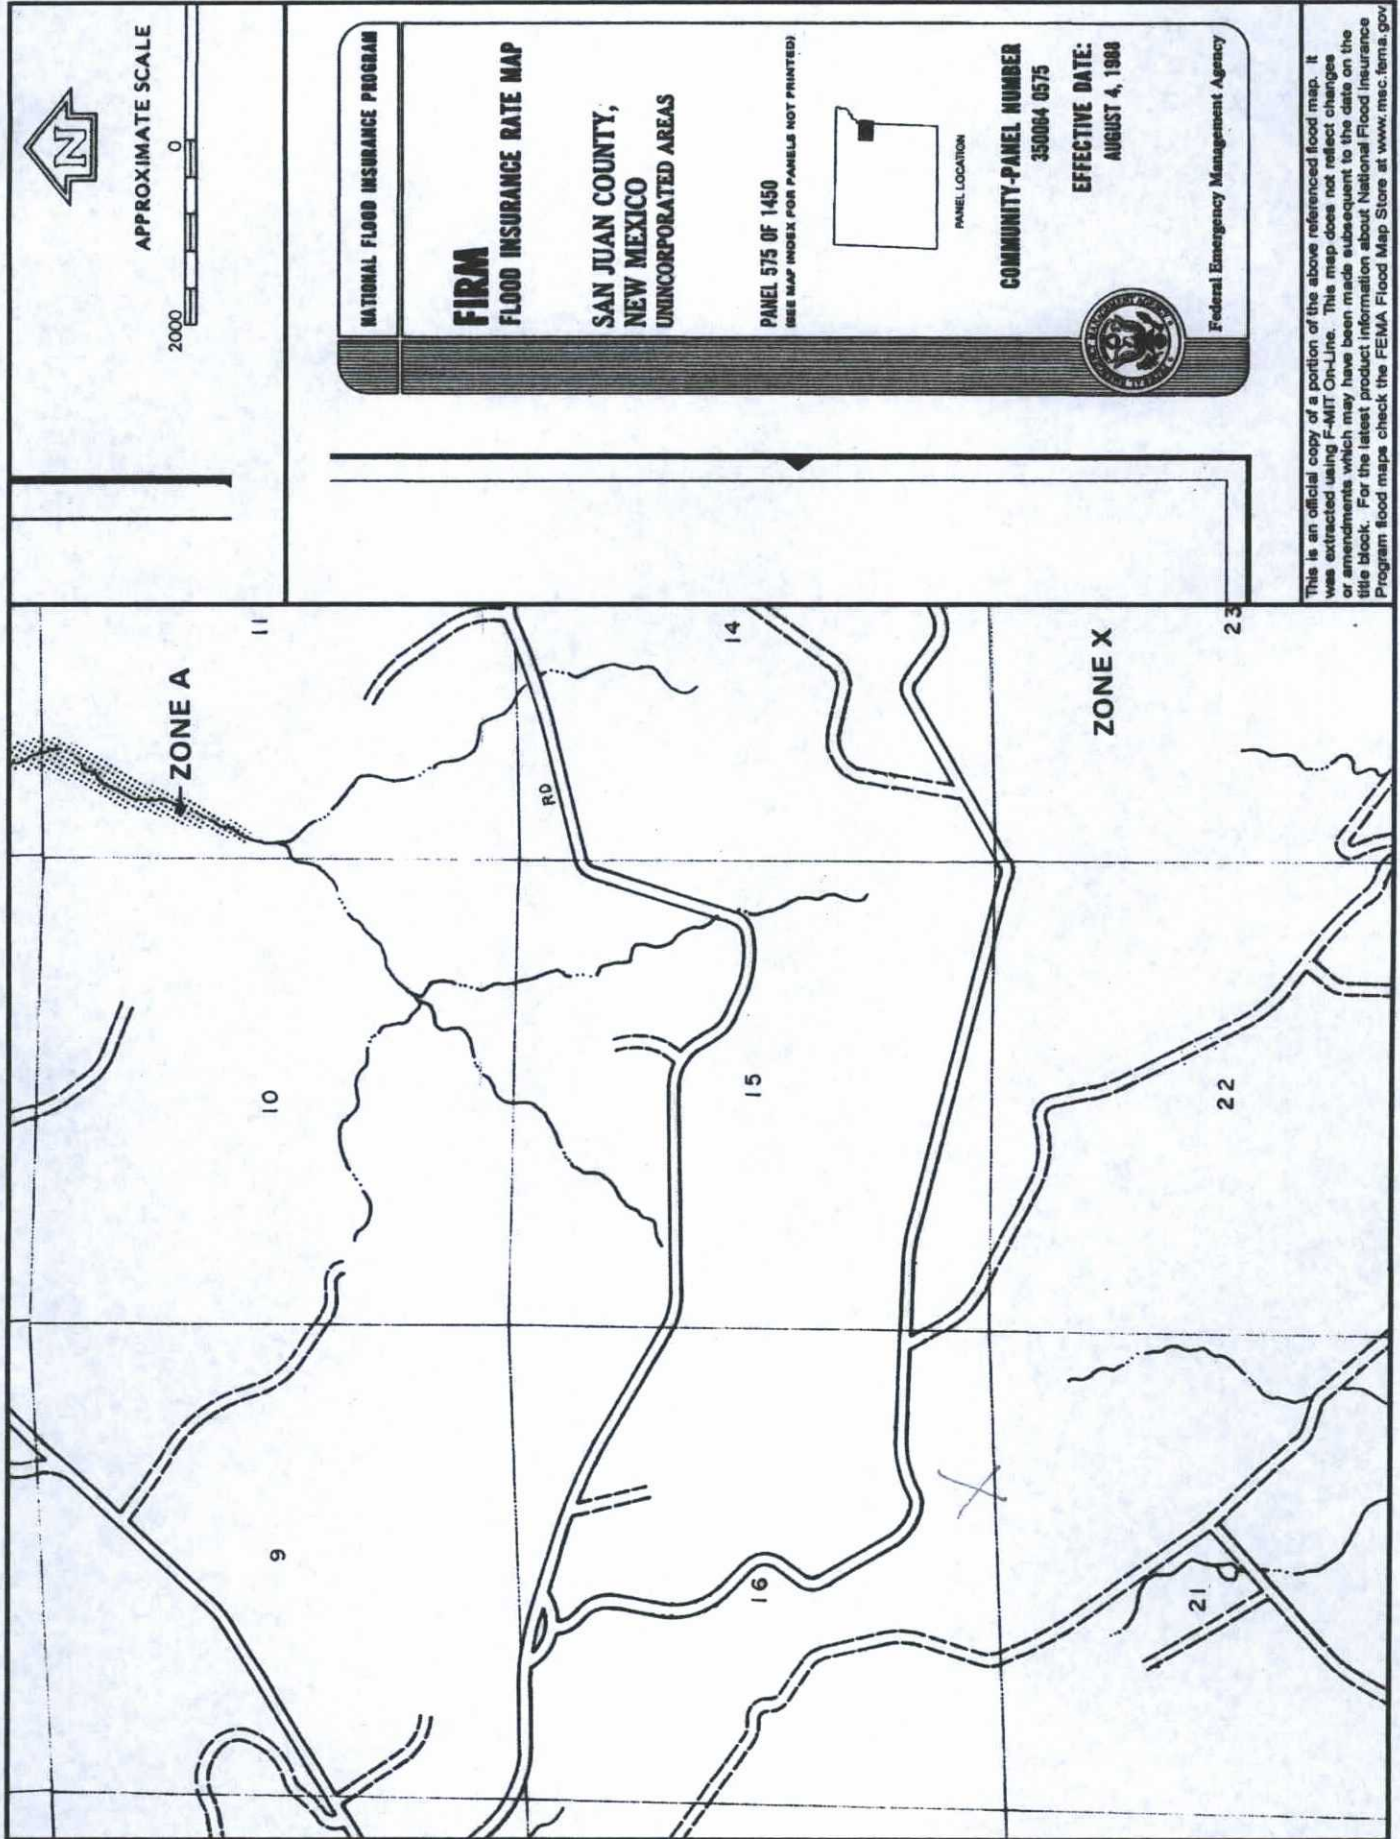 APPROXIMATE SCALE
2000 0
NATIONAL FLOOD INSURANCE PROGRAM
FIRM
FLOOD INSURANCE RATE MAP
SAN JUAN COUNTY,
NEW MEXICO
UNINCORPORATED AREAS
PANEL 575 OF 1450
(SEE MAP INDEX FOR PANELS NOT PRINTED)
PANEL LOCATION
COMMUNITY-PANEL NUMBER
350064 0575
EFFECTIVE DATE:
AUGUST 4, 1988
Federal Emergency Management Agency
This is an official copy of a portion of the above referenced flood map. It
was extracted using F-MIT On-Line. This map does not reflect changes
or amendments which may have been made subsequent to the date on the
title block. For the latest product information about National Flood Insurance
Program flood maps check the FEMA Flood Map Store at www.msc.fema.gov
N
ZONE A
11
10
9
RD
14
15
16
ZONE X
23
22
21